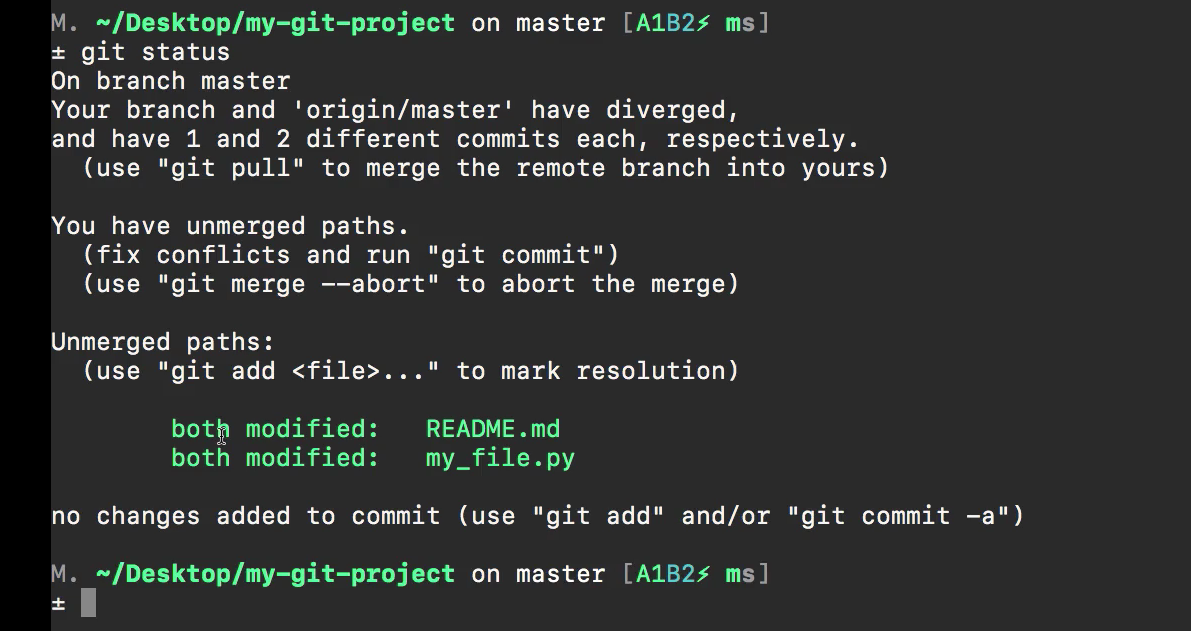 M. ~/Desktop/my-git-project on master [A1B2⚡ ms]
± git status
On branch master
Your branch and 'origin/master' have diverged,
and have 1 and 2 different commits each, respectively.
  (use "git pull" to merge the remote branch into yours)

You have unmerged paths.
  (fix conflicts and run "git commit")
  (use "git merge --abort" to abort the merge)

Unmerged paths:
  (use "git add <file>..." to mark resolution)

        both modified:   README.md
        both modified:   my_file.py

no changes added to commit (use "git add" and/or "git commit -a")

M. ~/Desktop/my-git-project on master [A1B2⚡ ms]
±